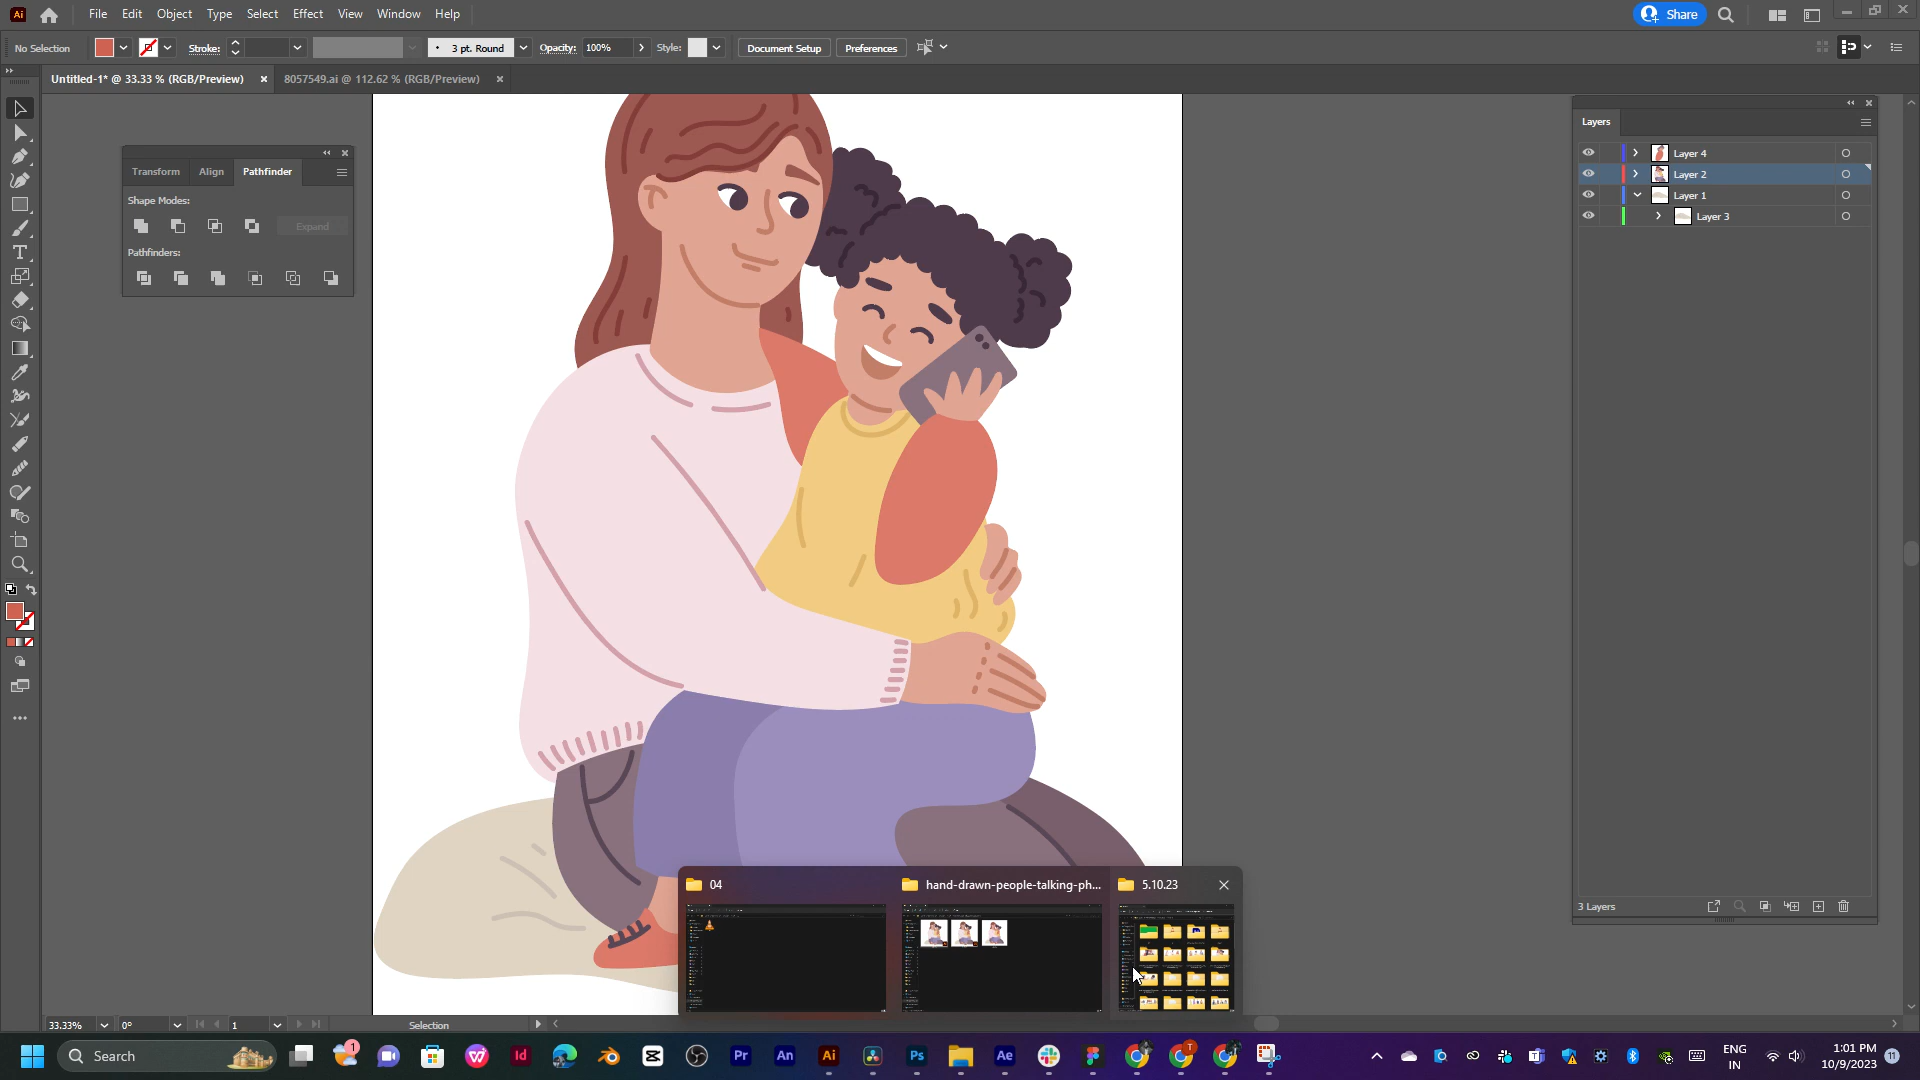 Ai
File Edit Object Type Select Effect View Window Help
Share
No Selection
Stroke:
3 pt. Round
Opacity: 100%
Style:
Document Setup
Preferences
Untitled-1* @ 33.33 % (RGB/Preview)
8057549.ai @ 112.62 % (RGB/Preview)
Layers
Layer 4
Layer 2
Layer 1
Layer 3
Transform Align Pathfinder
Shape Modes:
Expand
Pathfinders:
04
hand-drawn-people-talking-ph...
5.10.23
3 Layers
33.33%
0°
1
Selection
Search
1
Id
Pr
An
Ai
Ps
Ae
T
ENG
IN
1:01 PM
10/9/2023
11